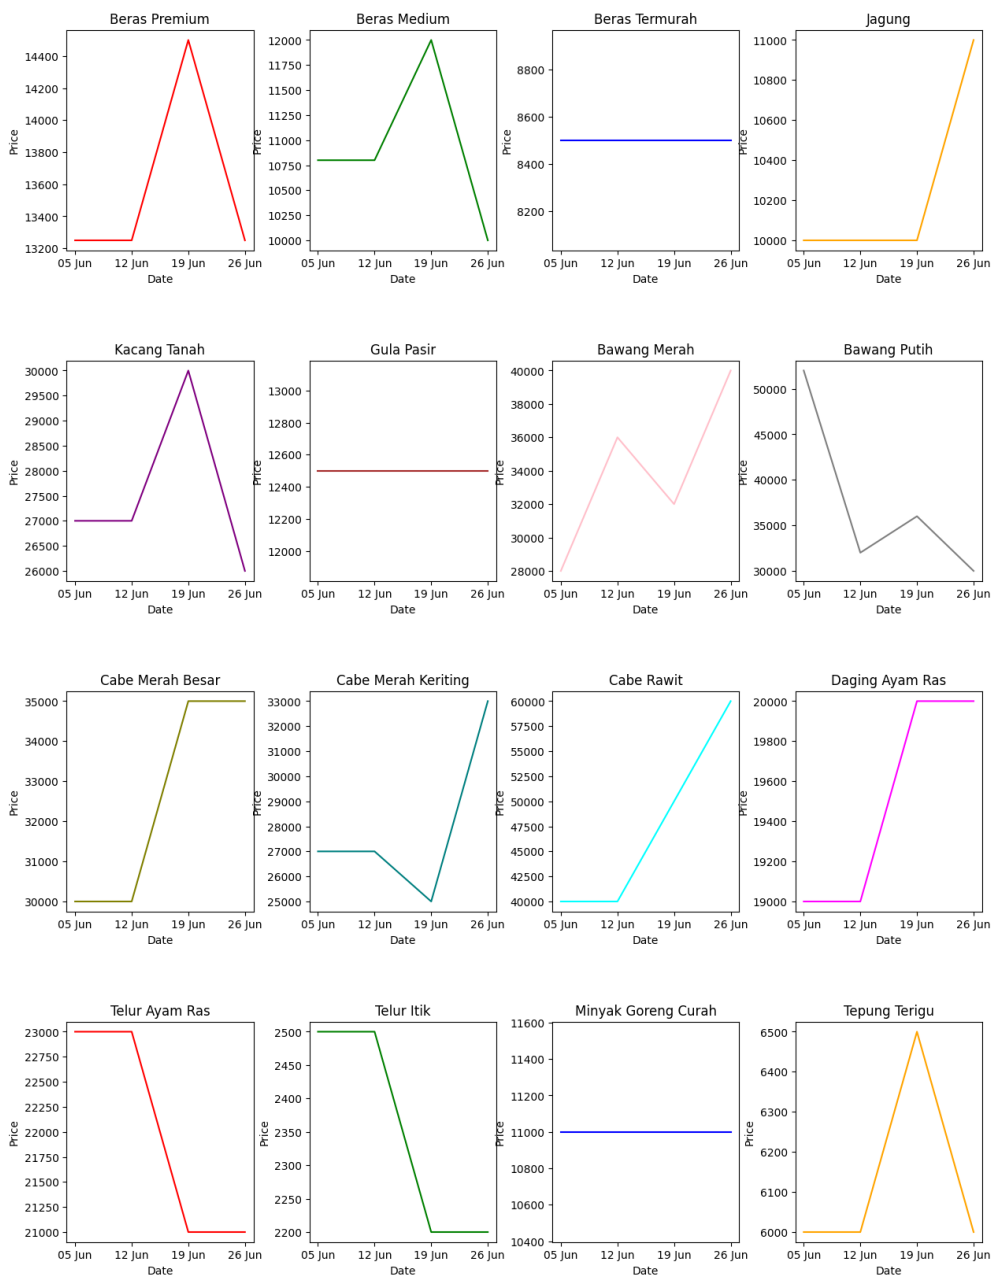 Beras Premium
Price
14400
14200
14000
13800
13600
13400
13200
05 Jun 12 Jun 19 Jun 26 Jun
Date
Beras Medium
Price
12000
11750
11500
11250
11000
10750
10500
10250
10000
05 Jun 12 Jun 19 Jun 26 Jun
Date
Beras Termurah
Price
8800
8600
8400
8200
05 Jun 12 Jun 19 Jun 26 Jun
Date
Jagung
Price
11000
10800
10600
10400
10200
10000
05 Jun 12 Jun 19 Jun 26 Jun
Date
Kacang Tanah
Price
30000
29500
29000
28500
28000
27500
27000
26500
26000
05 Jun 12 Jun 19 Jun 26 Jun
Date
Gula Pasir
Price
13000
12800
12600
12400
12200
12000
05 Jun 12 Jun 19 Jun 26 Jun
Date
Bawang Merah
Price
40000
38000
36000
34000
32000
30000
28000
05 Jun 12 Jun 19 Jun 26 Jun
Date
Bawang Putih
Price
50000
45000
40000
35000
30000
05 Jun 12 Jun 19 Jun 26 Jun
Date
Cabe Merah Besar
Price
35000
34000
33000
32000
31000
30000
05 Jun 12 Jun 19 Jun 26 Jun
Date
Cabe Merah Keriting
Price
33000
32000
31000
30000
29000
28000
27000
26000
25000
05 Jun 12 Jun 19 Jun 26 Jun
Date
Cabe Rawit
Price
60000
57500
55000
52500
50000
47500
45000
42500
40000
05 Jun 12 Jun 19 Jun 26 Jun
Date
Daging Ayam Ras
Price
20000
19800
19600
19400
19200
19000
05 Jun 12 Jun 19 Jun 26 Jun
Date
Telur Ayam Ras
Price
23000
22750
22500
22250
22000
21750
21500
21250
21000
05 Jun 12 Jun 19 Jun 26 Jun
Date
Telur Itik
Price
2500
2450
2400
2350
2300
2250
2200
05 Jun 12 Jun 19 Jun 26 Jun
Date
Minyak Goreng Curah
Price
11600
11400
11200
11000
10800
10600
10400
05 Jun 12 Jun 19 Jun 26 Jun
Date
Tepung Terigu
Price
6500
6400
6300
6200
6100
6000
05 Jun 12 Jun 19 Jun 26 Jun
Date